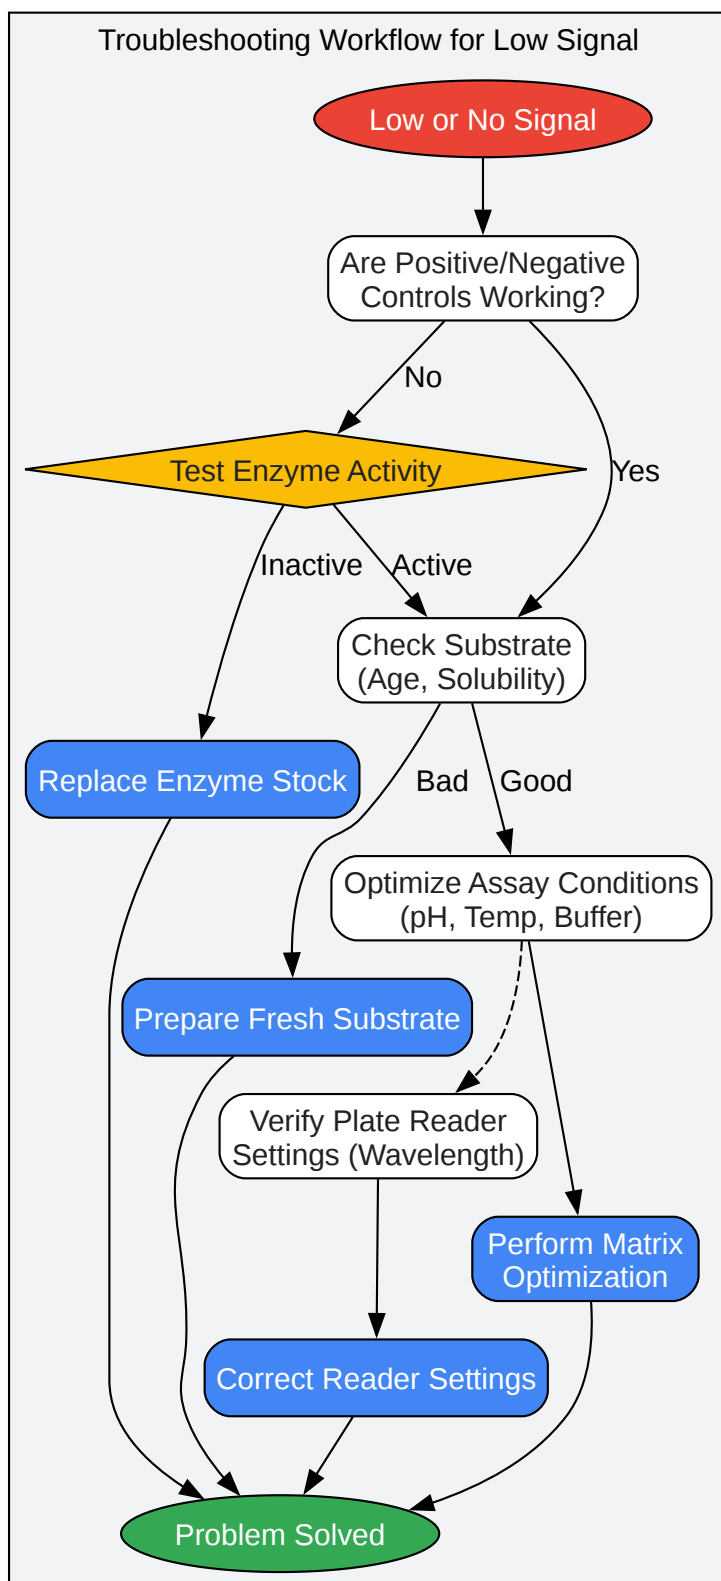 Troubleshooting Workflow for Low Signal
Low or No Signal
Are Positive/Negative
Controls Working?
No
Yes
Test Enzyme Activity
Inactive
Active
Check Substrate
(Age, Solubility)
Replace Enzyme Stock
Bad
Good
Optimize Assay Conditions
(pH, Temp, Buffer)
Prepare Fresh Substrate
Verify Plate Reader
Settings (Wavelength)
Perform Matrix
Optimization
Correct Reader Settings
Problem Solved